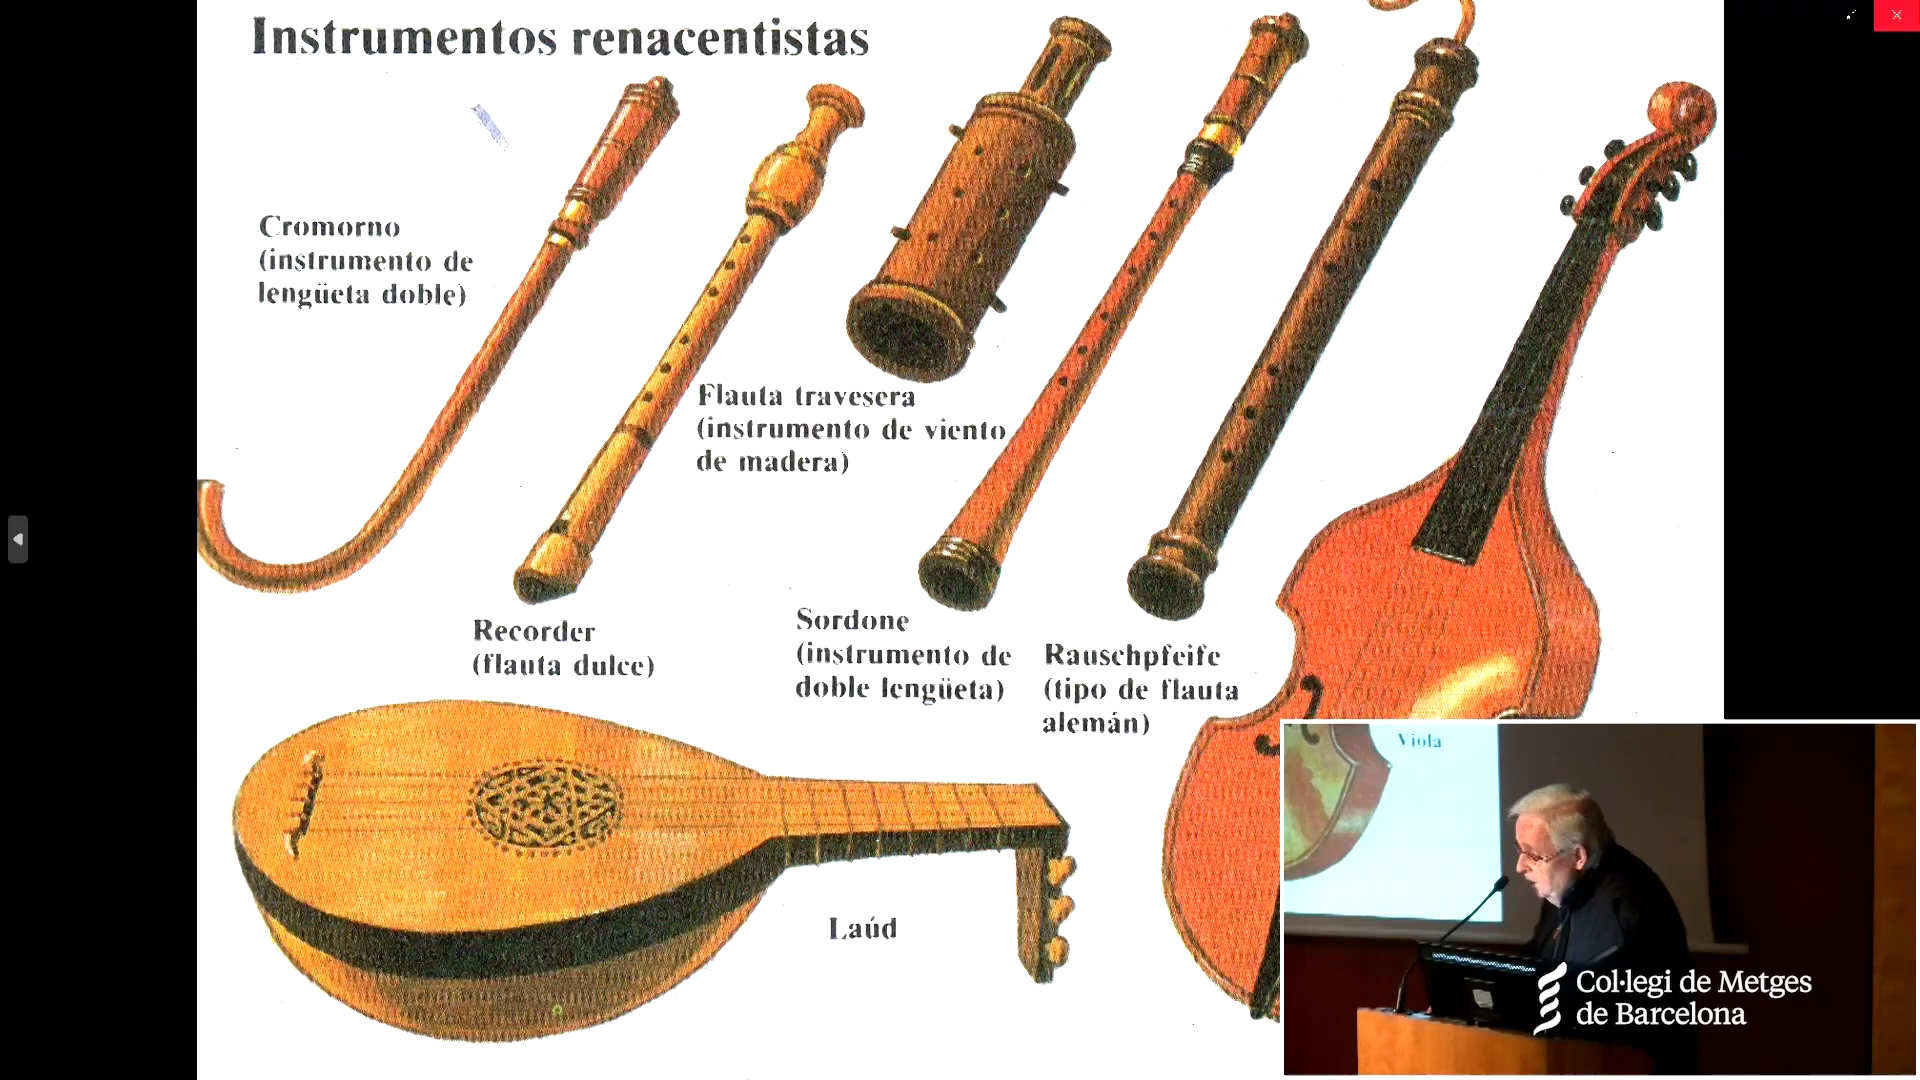 Instrumentos renacentistas
Cromorno
(instrumento de
lengüeta doble)
Flauta travesera
(instrumento de viento
de madera)
Recorder
(flauta dulce)
Sordone
(instrumento de
doble lengüeta)
Rauschpfeife
(tipo de flauta
alemán)
Laúd
Viola
Col·legi de Metges
de Barcelona